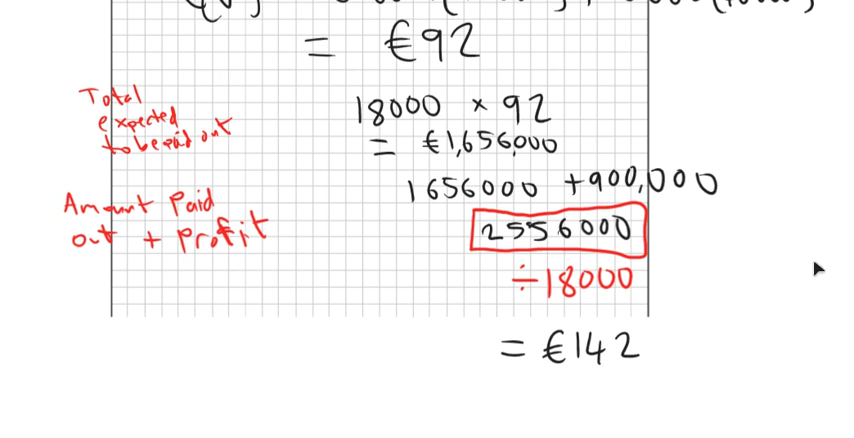 = €92
Total
expected
to be paid out
18000 × 92
= €1,656,000
1656000 + 900,000
Amount Paid
out + Profit
2556000
÷18000
= €142